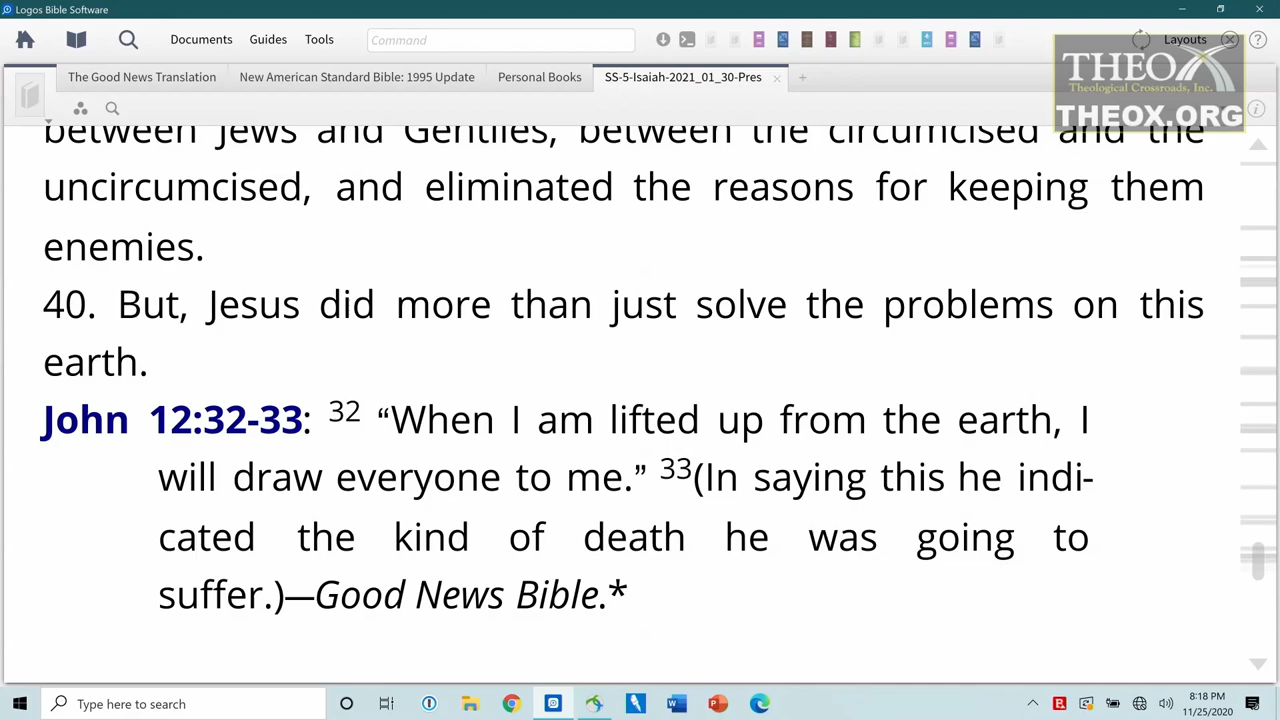 Logos Bible Software
Documents Guides Tools Command Layouts
The Good News Translation New American Standard Bible: 1995 Update Personal Books SS-5-Isaiah-2021_01_30-Pres
THEOX
Theological Crossroads, Inc.
THEOX.ORG
between Jews and Gentiles, between the circumcised and the
uncircumcised, and eliminated the reasons for keeping them
enemies.
40. But, Jesus did more than just solve the problems on this
earth.
John 12:32-33: 32 “When I am lifted up from the earth, I
will draw everyone to me.” 33(In saying this he indi-
cated the kind of death he was going to
suffer.)—Good News Bible.*
Type here to search
8:18 PM
11/25/2020